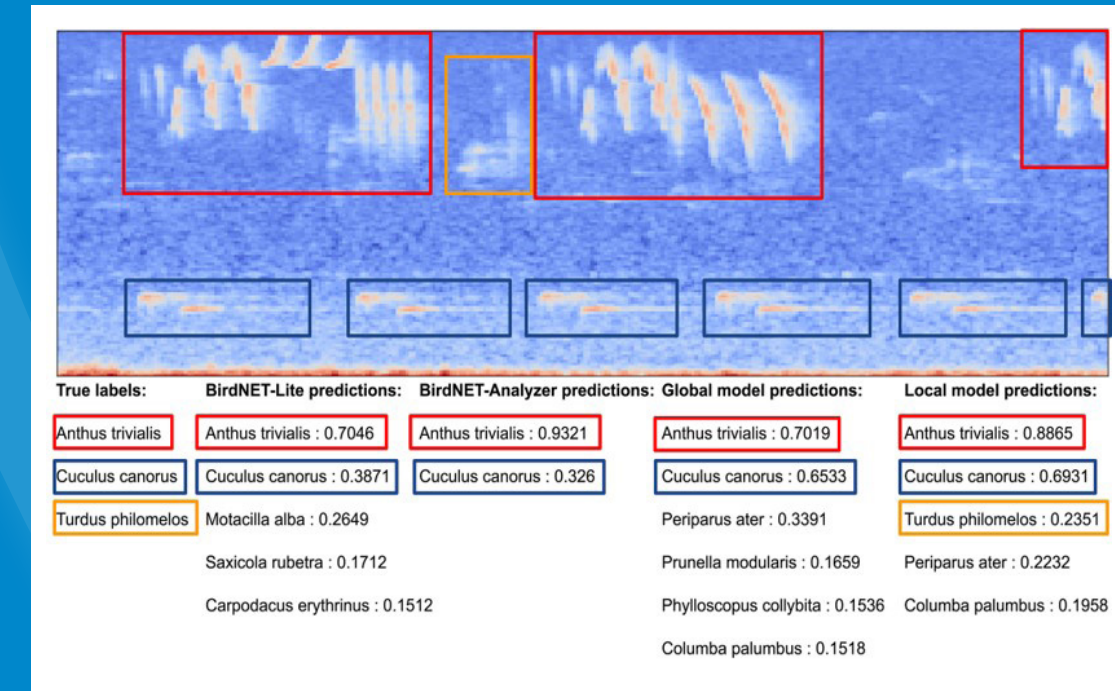 True labels:
Anthus trivialis
Cuculus canorus
Turdus philomelos
BirdNET-Lite predictions:
Anthus trivialis : 0.7046
Cuculus canorus : 0.3871
Motacilla alba : 0.2649
Saxicola rubetra : 0.1712
Carpodacus erythrinus : 0.1512
BirdNET-Analyzer predictions:
Anthus trivialis : 0.9321
Cuculus canorus : 0.326
Global model predictions:
Anthus trivialis : 0.7019
Cuculus canorus : 0.6533
Periparus ater : 0.3391
Prunella modularis : 0.1659
Phylloscopus collybita : 0.1536
Columba palumbus : 0.1518
Local model predictions:
Anthus trivialis : 0.8865
Cuculus canorus : 0.6931
Turdus philomelos : 0.2351
Periparus ater : 0.2232
Columba palumbus : 0.1958